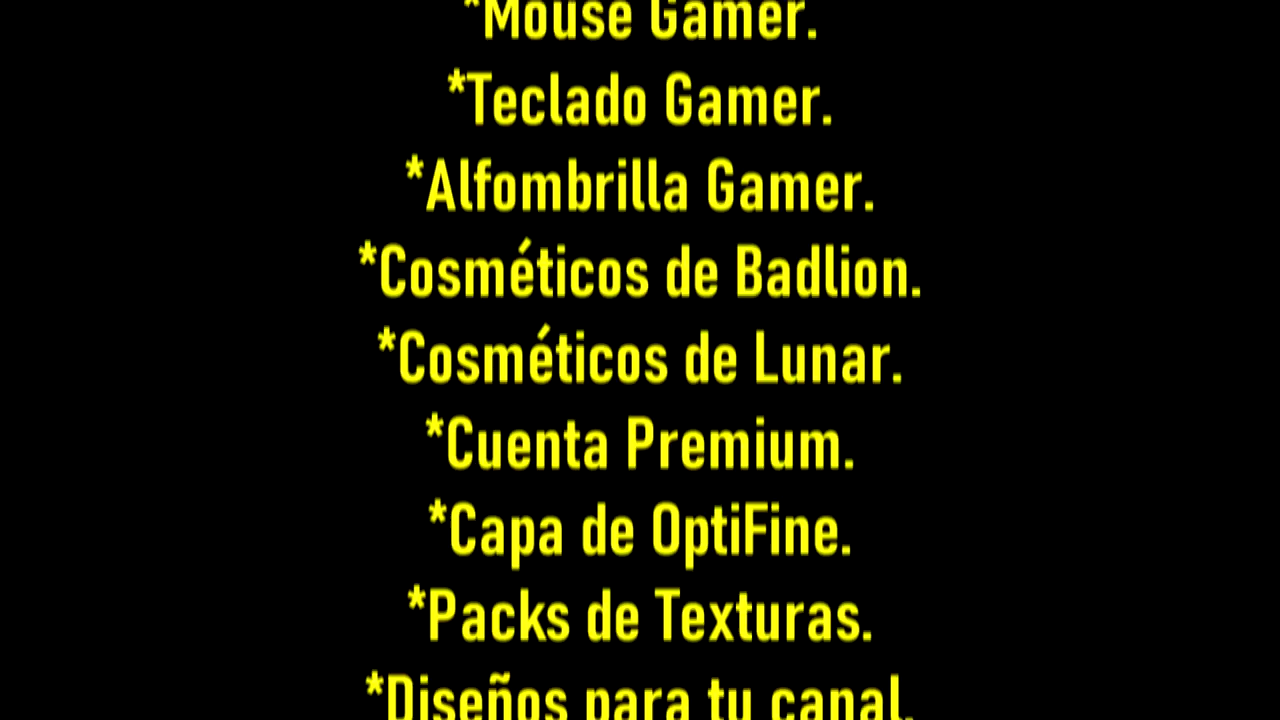 *Mouse Gamer.
*Teclado Gamer.
*Alfombrilla Gamer.
*Cosméticos de Badlion.
*Cosméticos de Lunar.
*Cuenta Premium.
*Capa de OptiFine.
*Packs de Texturas.
*Diseños para tu canal.